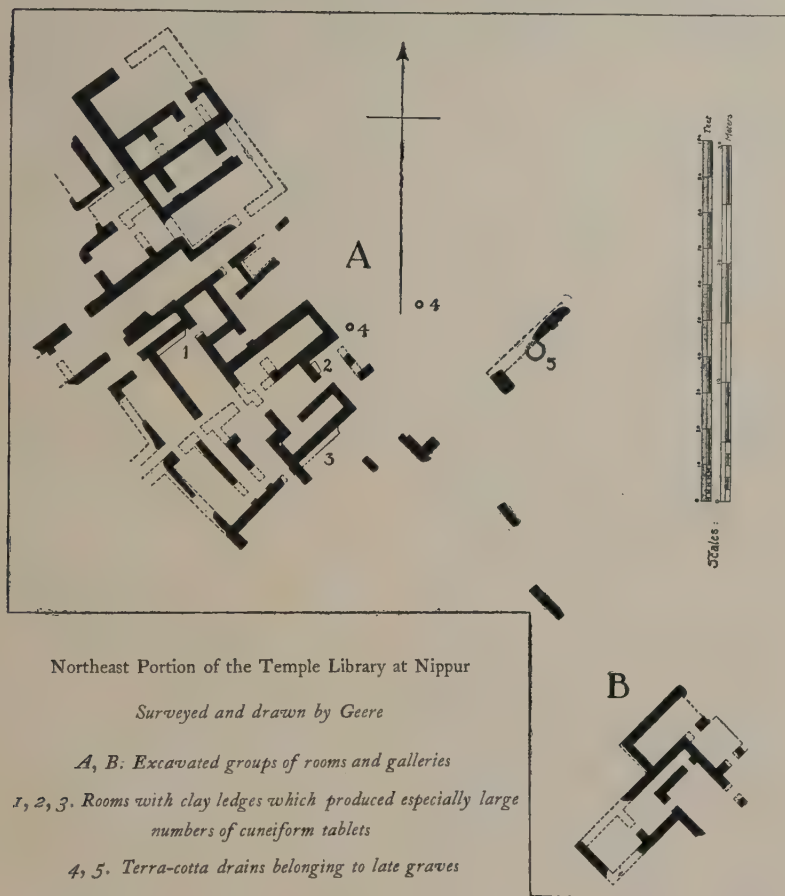 A
4
4
5
1
2
3
Feet
Meters
Scales:
B
Northeast Portion of the Temple Library at Nippur
Surveyed and drawn by Geere
A, B: Excavated groups of rooms and galleries
1, 2, 3. Rooms with clay ledges which produced especially large
numbers of cuneiform tablets
4, 5. Terra-cotta drains belonging to late graves